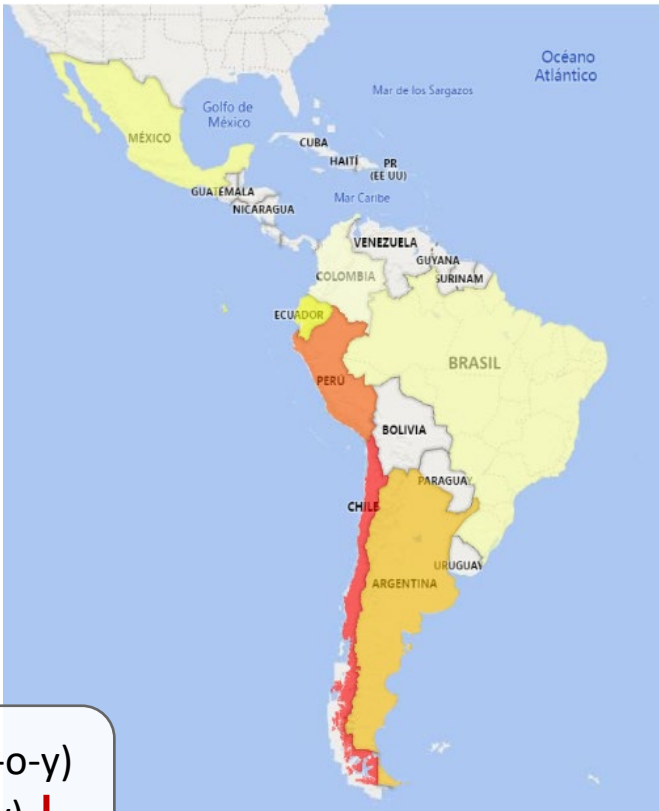 Océano
Atlántico
Mar de los Sargazos
Golfo de
México
MÉXICO
CUBA
HAITÍ
PR
(EE UU)
GUATEMALA
Mar Caribe
NICARAGUA
VENEZUELA
GUYANA
SURINAM
COLOMBIA
ECUADOR
BRASIL
PERÚ
BOLIVIA
PARAGUAY
CHILE
URUGUAY
ARGENTINA
-o-y)